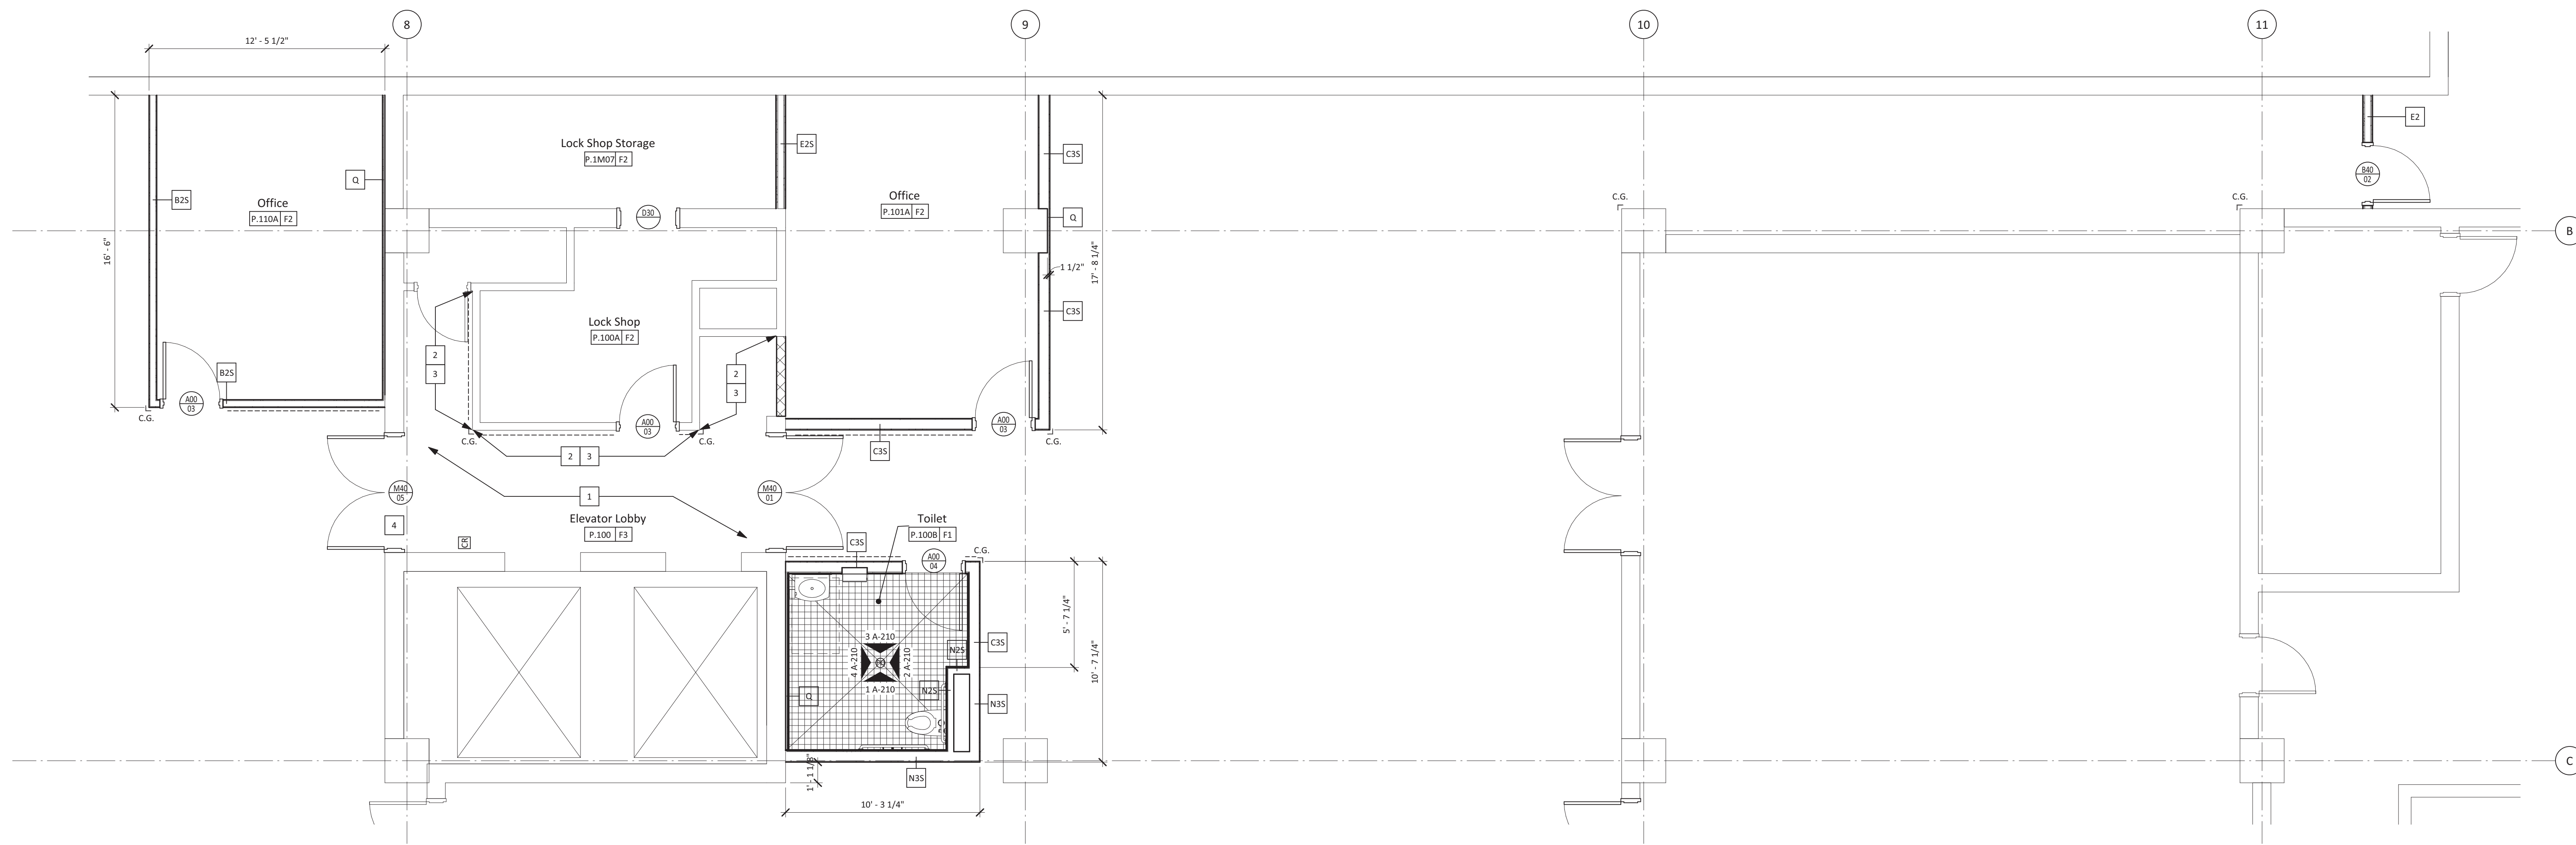 8
9
10
11
12' - 5 1/2"
E2
E2S
Lock Shop Storage
P.1M07 F2
C3S
B40
02
Q
B2S
Office
P.110A F2
Office
P.101A F2
C.G.
C.G.
D30
Q
B
16' - 6"
17' - 8 1/4"
1 1/2"
C3S
Lock Shop
P.100A F2
2
3
2
3
B2S
A00
03
C.G.
A00
03
A00
03
C.G.
C.G.
C.G.
C3S
2 3
M40
05
M40
01
1
4
Elevator Lobby
P.100 F3
Toilet
P.100B F1
CR
C3S
C.G.
A00
04
5' - 7 1/4"
10' - 7 1/4"
3 A-210
C3S
N2S
4 A-210
2 A-210
1 A-210
N2S
Q
N3S
C
1' - 1 1/8"
N3S
10' - 3 1/4"